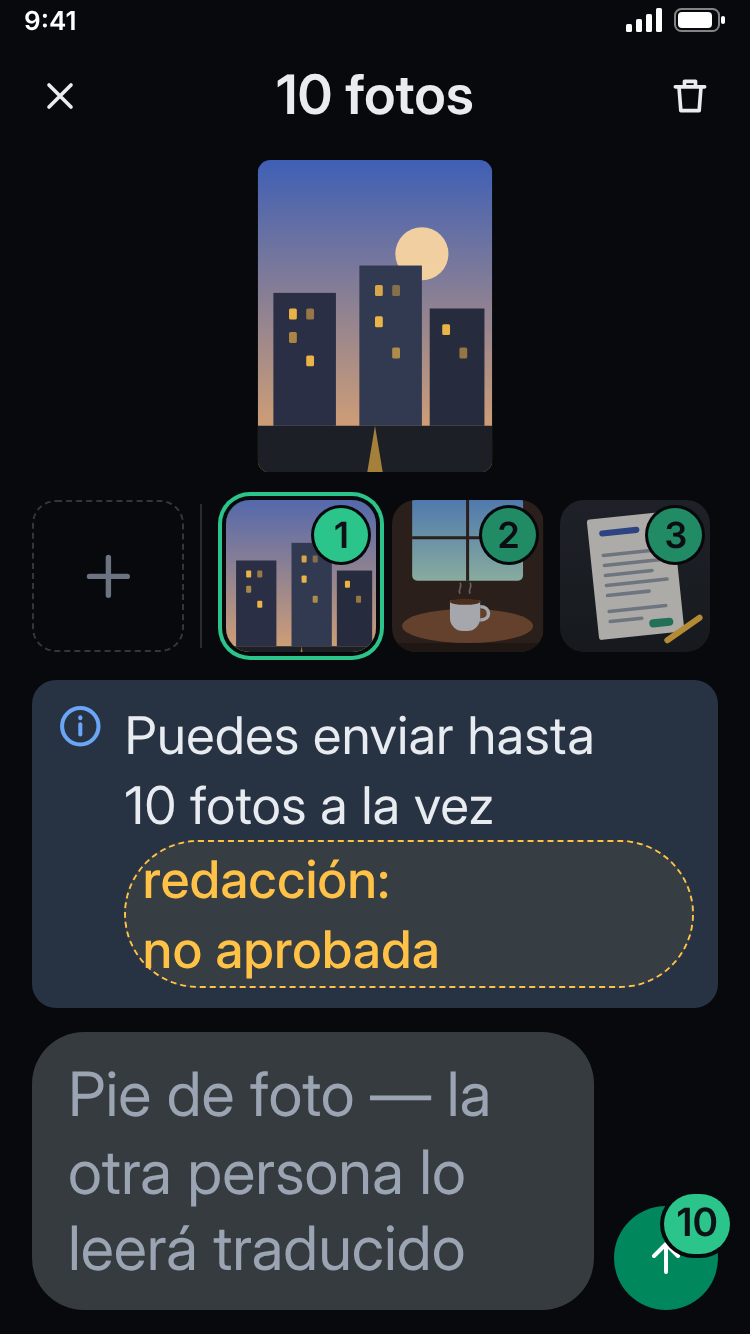 9:41
10 fotos
1
2
3
Puedes enviar hasta
10 fotos a la vez
redacción:
no aprobada
Pie de foto — la
otra persona lo
leerá traducido
10